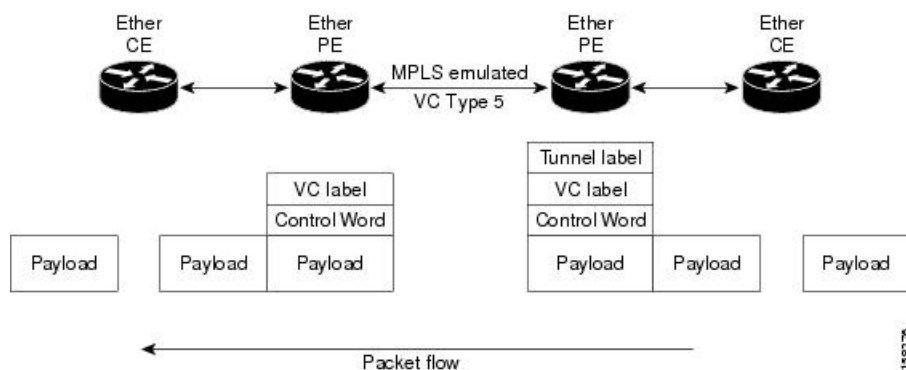 Ether CE
Ether PE
Ether PE
Ether CE
MPLS emulated
VC Type 5
Tunnel label
VC label
VC label
Control Word
Control Word
Payload
Payload
Payload
Payload
Payload
Payload
Packet flow